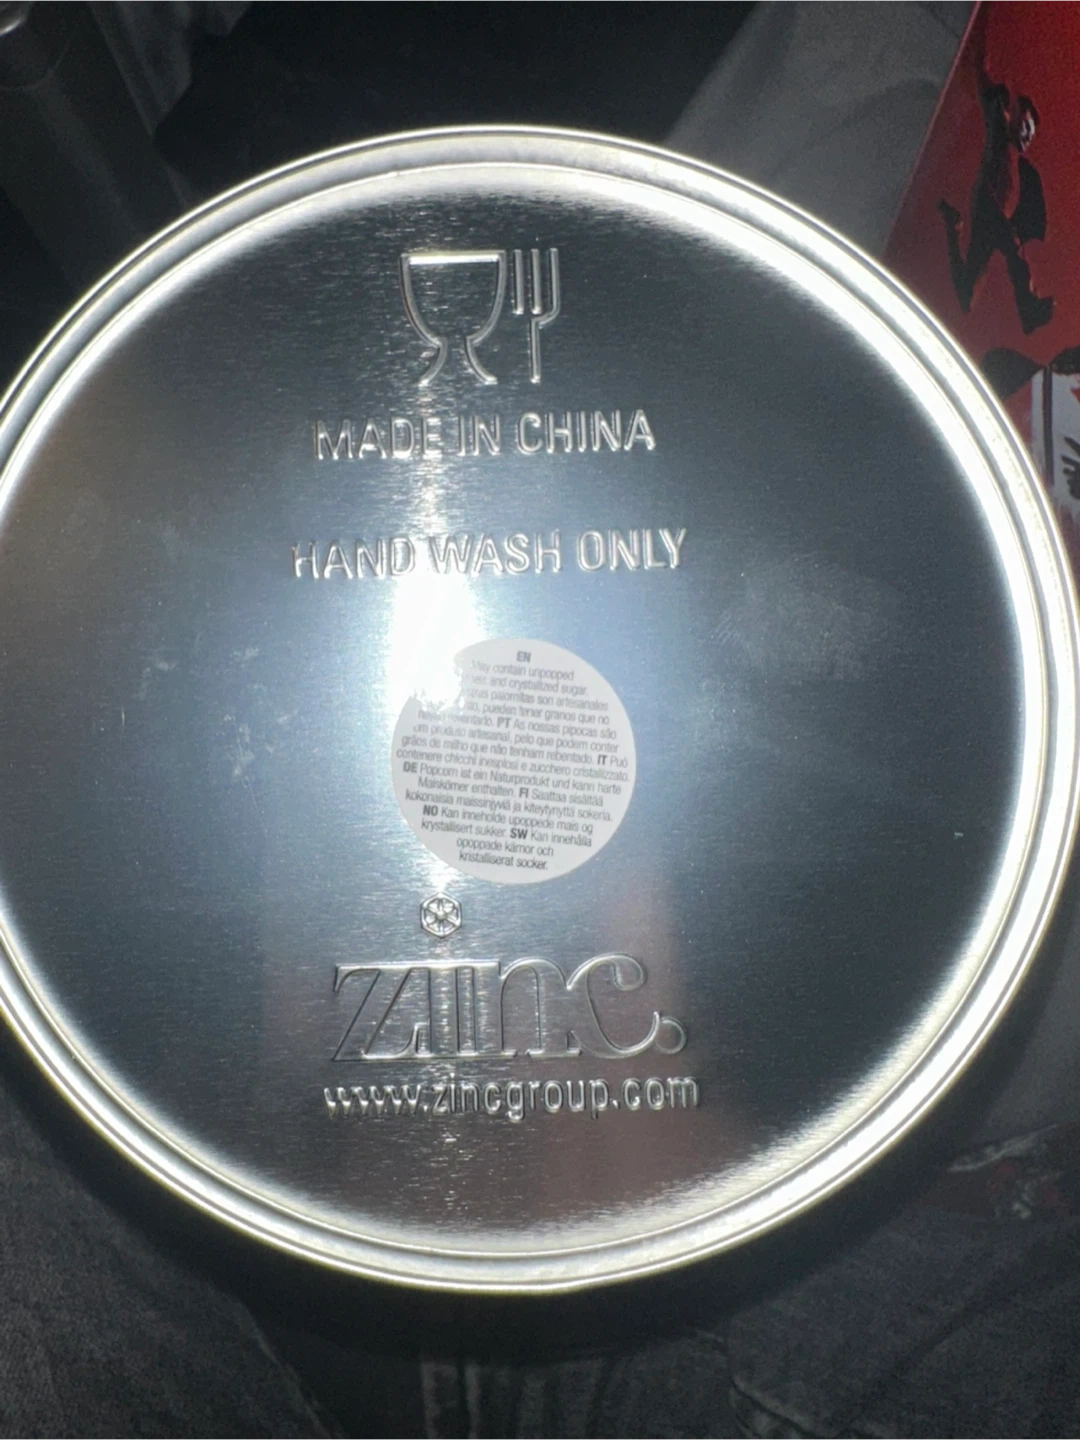 MADE IN CHINA
HAND WASH ONLY
EN
May contain unpopped
and crystallized sugar.
palomitas son artesanales
pueden tener granos que no
reventado. PT As nossas pipocas são
um produto artesanal, pelo que podem conter
grãos de milho que não tenham rebentado. IT Può
contenere chicchi inesplosi e zucchero cristallizzato.
DE Popcorn ist ein Naturprodukt und kann harte
Maiskörner enthalten. FI Saattaa sisältää
kokonaisia maissinjyviä ja kiteytynyttä sokeria.
NO Kan inneholde upoppede mais og
krystallisert sukker. SW Kan innehålla
opoppade kärnor och
kristalliserat socker.
zinc.
www.zincgroup.com